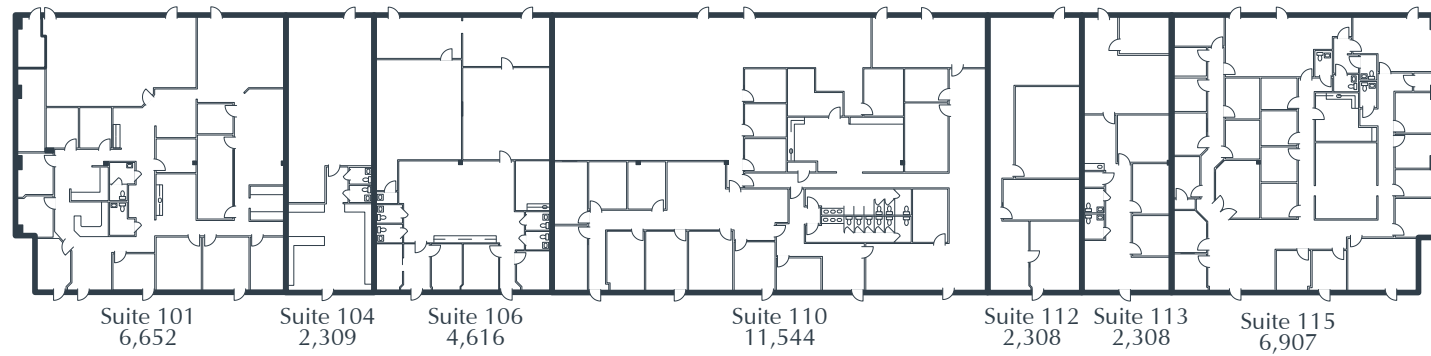 Suite 101
6,652
Suite 104
2,309
Suite 106
4,616
Suite 110
11,544
Suite 112
2,308
Suite 113
2,308
Suite 115
6,907